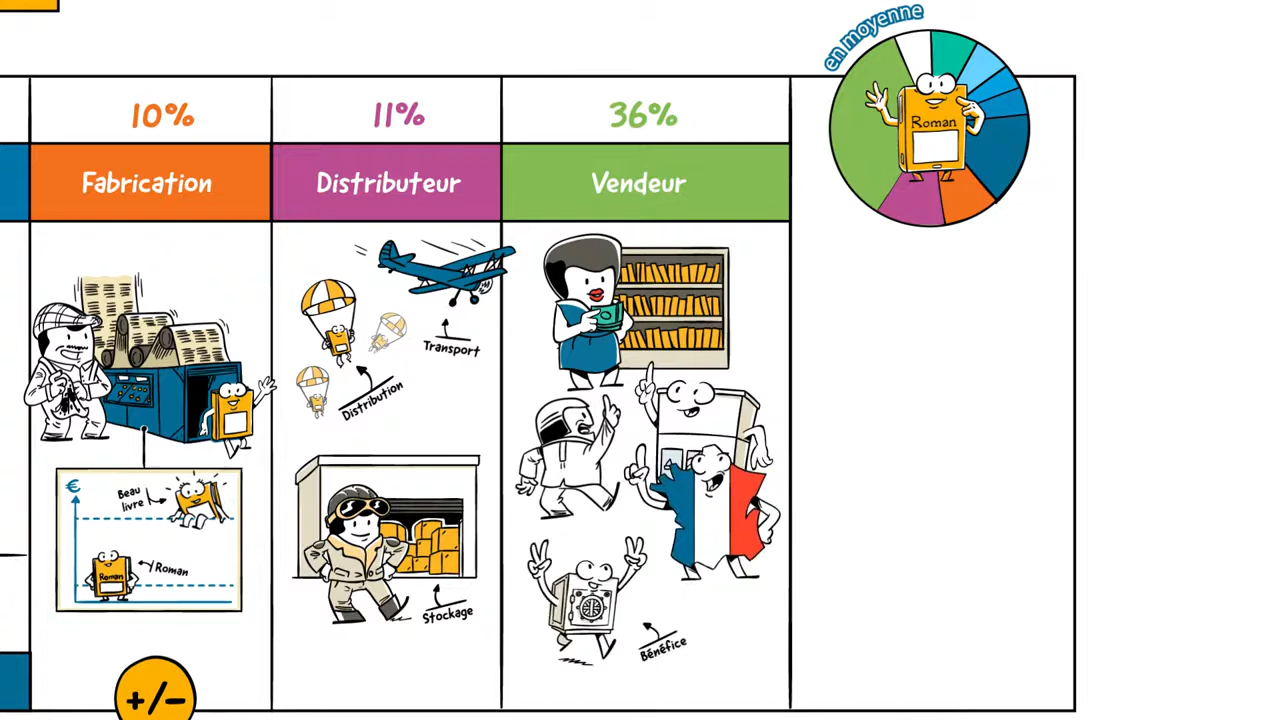 en moyenne
Roman
10%
11%
36%
Fabrication
Distributeur
Vendeur
Transport
Distribution
€
Beau
livre
Roman
Roman
Stockage
Bénéfice
+/-